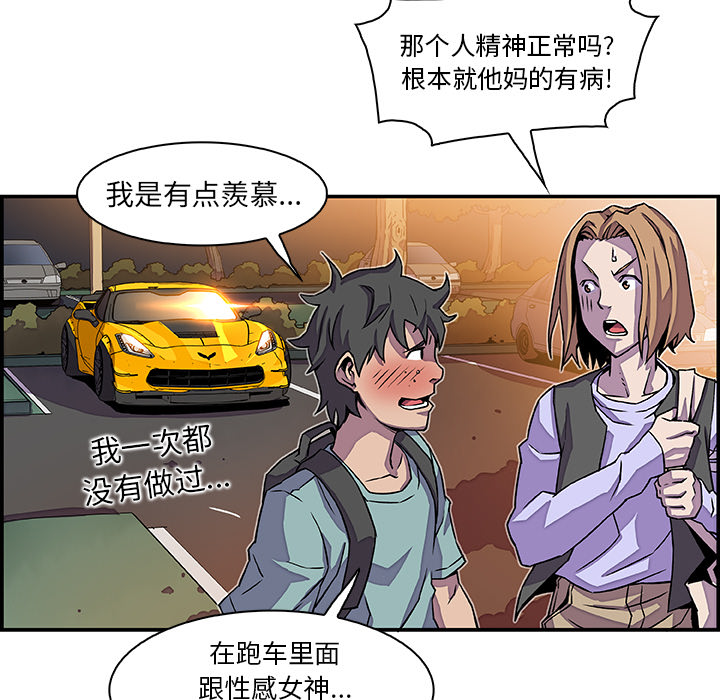 那个人精神正常吗?
根本就他妈的有病!
我是有点羡慕...
我一次都
没有做过...
在跑车里面
跟性感女神...